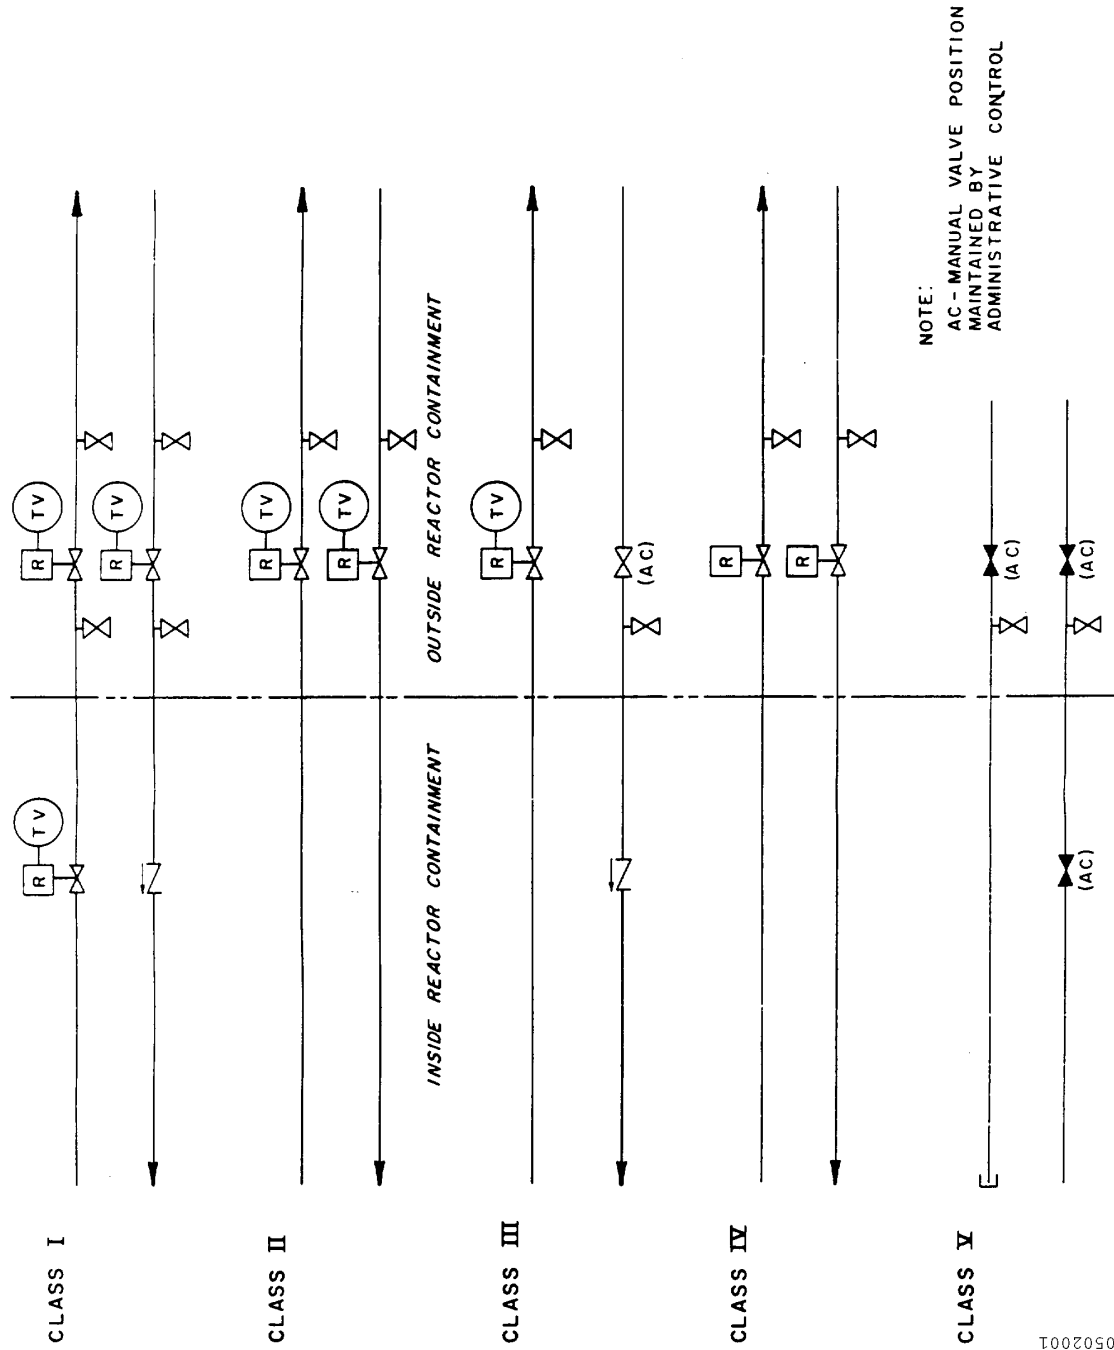 CLASS I
R
TV
R
TV
R
TV
CLASS II
R
TV
R
TV
INSIDE REACTOR CONTAINMENT
OUTSIDE REACTOR CONTAINMENT
CLASS III
R
TV
(AC)
CLASS IV
R
R
CLASS V
(AC)
(AC)
(AC)
NOTE:
AC-MANUAL VALVE POSITION
MAINTAINED BY
ADMINISTRATIVE CONTROL
0502001